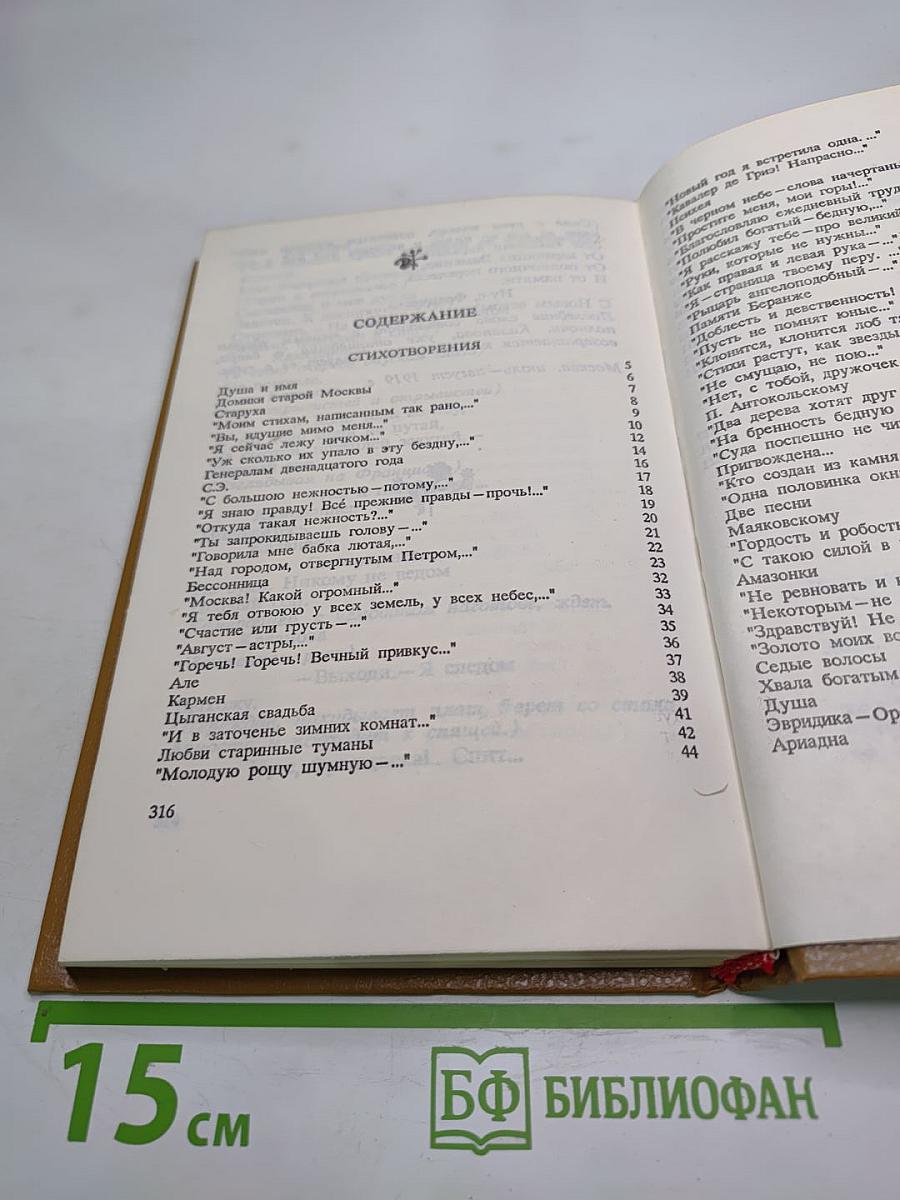 СОДЕРЖАНИЕ
СТИХОТВОРЕНИЯ
Душа и имя 5
Домики старой Москвы 6
Старуха 7
"Моим стихам, написанным так рано,..." 8
"Вы, идущие мимо меня..." 9
"Я сейчас лежу ничком..." 10
"Уж сколько их упало в эту бездну,..." 12
Генералам двенадцатого года 14
С.Э. 16
"С большою нежностью — потому,..." 17
"Я знаю правду! Всé прежние правды — прочь!..." 18
"Откуда такая нежность?..." 19
"Ты запрокидываешь голову — ..." 20
"Говорила мне бабка лютая,..." 21
"Над городом, отвергнутым Петром,..." 22
Бессонница 23
"Москва! Какой огромный..." 32
"Я тебя отвоюю у всех земель, у всех небес,..." 33
"Счастие или грусть — ..." 34
"Август — астры,..." 35
"Горечь! Горечь! Вечный привкус..." 36
Але 37
Кармен 38
Цыганская свадьба 39
"И в заточенье зимних комнат..." 41
Любви старинные туманы 42
"Молодую рощу шумную — ..." 44
316
"Новый год я встретила одна. ..."
"Кавалер де Гриэ! Напрасно..."
Психея
"В черном небе — слова начертаны
"Простите меня, мои горы!..."
"Благословляю ежедневный труд
"Полюбил богатый — бедную,..."
"Я расскажу тебе — про великий
"Руки, которые не нужны..."
"Как правая и левая рука — ..."
"Я — страница твоему перу. ...
"Рыцарь ангелоподобный — ..."
Памяти Беранже
"Доблесть и девственность!
"Пусть не помнят юные..."
"Клонится, клонится лоб
"Стихи растут, как звезды
"Не смущаю, не пою..."
"Нет, с тобой, дружочек
П. Антокольскому
"Два дерева хотят друг
"На бренность бедную
"Суда поспешно не
Пригвождена...
"Кто создан из камня
"Одна половинка
Две песни
Маяковскому
"Гордость и
"С такою силой в
Амазонки
"Не ревновать и
"Некоторым — не
"Здравствуй! Не
"Золото моих
Седые волосы
Хвала богатым
Душа
Эвридика —
Ариадна
15 см
БФ БИБЛИОФАН